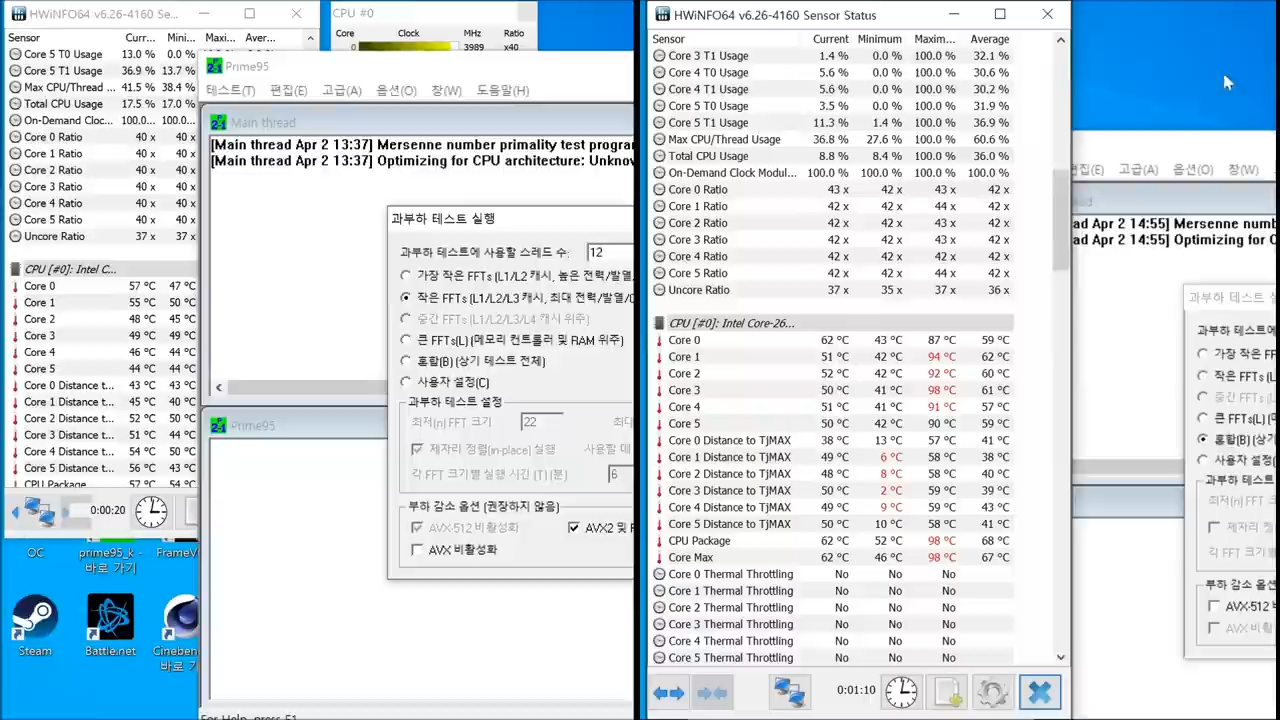 HWiNFO64 v6.26-4160 Se...
Sensor Curr... Mini... Maxi... Aver...
Core 5 T0 Usage 13.0 % 0.0 %
Core 5 T1 Usage 36.9 % 13.7 %
Max CPU/Thread ... 41.5 % 38.4 %
Total CPU Usage 17.5 % 17.0 %
On-Demand Cloc... 100.0... 100.0...
Core 0 Ratio 40 x 40 x
Core 1 Ratio 40 x 40 x
Core 2 Ratio 40 x 40 x
Core 3 Ratio 40 x 40 x
Core 4 Ratio 40 x 40 x
Core 5 Ratio 40 x 40 x
Uncore Ratio 37 x 37 x
CPU [#0]: Intel C...
Core 0 57 °C 47 °C
Core 1 55 °C 50 °C
Core 2 48 °C 45 °C
Core 3 49 °C 49 °C
Core 4 46 °C 44 °C
Core 5 44 °C 44 °C
Core 0 Distance t... 43 °C 43 °C
Core 1 Distance t... 45 °C 40 °C
Core 2 Distance t... 52 °C 50 °C
Core 3 Distance t... 51 °C 44 °C
Core 4 Distance t... 54 °C 50 °C
Core 5 Distance t... 56 °C 43 °C
CPU Package 57 °C 54 °C
0:00:20
OC
prime95_k - 바로 가기
FrameV
Steam
Battle.net
Cineben
바로 가
CPU #0
Core Clock MHz Ratio
0 3989 x40
Prime95
테스트(T) 편집(E) 고급(A) 옵션(O) 창(W) 도움말(H)
Main thread
[Main thread Apr 2 13:37] Mersenne number primality test progra
[Main thread Apr 2 13:37] Optimizing for CPU architecture: Unkno
과부하 테스트 실행
과부하 테스트에 사용할 스레드 수: 12
가장 작은 FFTs (L1/L2 캐시, 높은 전력/발열/
작은 FFTs (L1/L2/L3 캐시, 최대 전력/발열/
중간 FFTs (L1/L2/L3/L4 캐시 위주)
큰 FFTs(L) (메모리 컨트롤러 및 RAM 위주)
혼합(B) (상기 테스트 전체)
사용자 설정(C)
과부하 테스트 설정
최저(n) FFT 크기 22 최대
제자리 정렬(in-place) 실행 사용할 메
각 FFT 크기별 실행 시간 (T)(분) 6
부하 감소 옵션 (권장하지 않음)
AVX-512 비활성화 AVX2 및
AVX 비활성화
Prime95
For Help, press F1
HWiNFO64 v6.26-4160 Sensor Status
Sensor Current Minimum Maxim... Average
Core 3 T1 Usage 1.4 % 0.0 % 100.0 % 32.1 %
Core 4 T0 Usage 5.6 % 0.0 % 100.0 % 30.6 %
Core 4 T1 Usage 5.6 % 0.0 % 100.0 % 30.2 %
Core 5 T0 Usage 3.5 % 0.0 % 100.0 % 31.9 %
Core 5 T1 Usage 11.3 % 1.4 % 100.0 % 36.9 %
Max CPU/Thread Usage 36.8 % 27.6 % 100.0 % 60.6 %
Total CPU Usage 8.8 % 8.4 % 100.0 % 36.0 %
On-Demand Clock Modul... 100.0 % 100.0 % 100.0 % 100.0 %
Core 0 Ratio 43 x 42 x 43 x 42 x
Core 1 Ratio 42 x 42 x 44 x 42 x
Core 2 Ratio 42 x 42 x 43 x 42 x
Core 3 Ratio 42 x 42 x 43 x 42 x
Core 4 Ratio 42 x 42 x 43 x 42 x
Core 5 Ratio 42 x 42 x 44 x 42 x
Uncore Ratio 37 x 35 x 37 x 36 x
CPU [#0]: Intel Core-26...
Core 0 62 °C 43 °C 87 °C 59 °C
Core 1 51 °C 42 °C 94 °C 62 °C
Core 2 52 °C 42 °C 92 °C 60 °C
Core 3 50 °C 41 °C 98 °C 61 °C
Core 4 51 °C 41 °C 91 °C 57 °C
Core 5 50 °C 42 °C 90 °C 59 °C
Core 0 Distance to TjMAX 38 °C 13 °C 57 °C 41 °C
Core 1 Distance to TjMAX 49 °C 6 °C 58 °C 38 °C
Core 2 Distance to TjMAX 48 °C 8 °C 58 °C 40 °C
Core 3 Distance to TjMAX 50 °C 2 °C 59 °C 39 °C
Core 4 Distance to TjMAX 49 °C 9 °C 59 °C 43 °C
Core 5 Distance to TjMAX 50 °C 10 °C 58 °C 41 °C
CPU Package 62 °C 52 °C 98 °C 68 °C
Core Max 62 °C 46 °C 98 °C 67 °C
Core 0 Thermal Throttling No No No
Core 1 Thermal Throttling No No No
Core 2 Thermal Throttling No No No
Core 3 Thermal Throttling No No No
Core 4 Thermal Throttling No No No
Core 5 Thermal Throttling No No No
0:01:10
편집(E) 고급(A) 옵션(O) 창(W)
ad
ad Apr 2 14:55] Mersenne numb
ad Apr 2 14:55] Optimizing for C
과부하 테스트 실
과부하 테스트에
가장 작은 F
작은 FFTs (L
중간 FFTs (L
큰 FFTs(L)
혼합(B) (상기
사용자 설정(
과부하 테스트 설
최저(n) FFT
제자리 정렬
각 FFT 크기
부하 감소 옵션 (
AVX-512 비
AVX 비활성